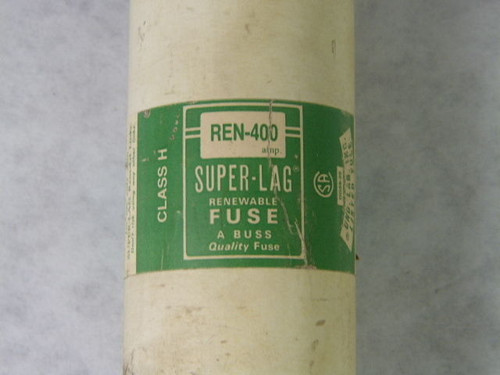 CLASS H
REN-400
amp.
SUPER-LAG
RENEWABLE
FUSE
A BUSS
Quality Fuse